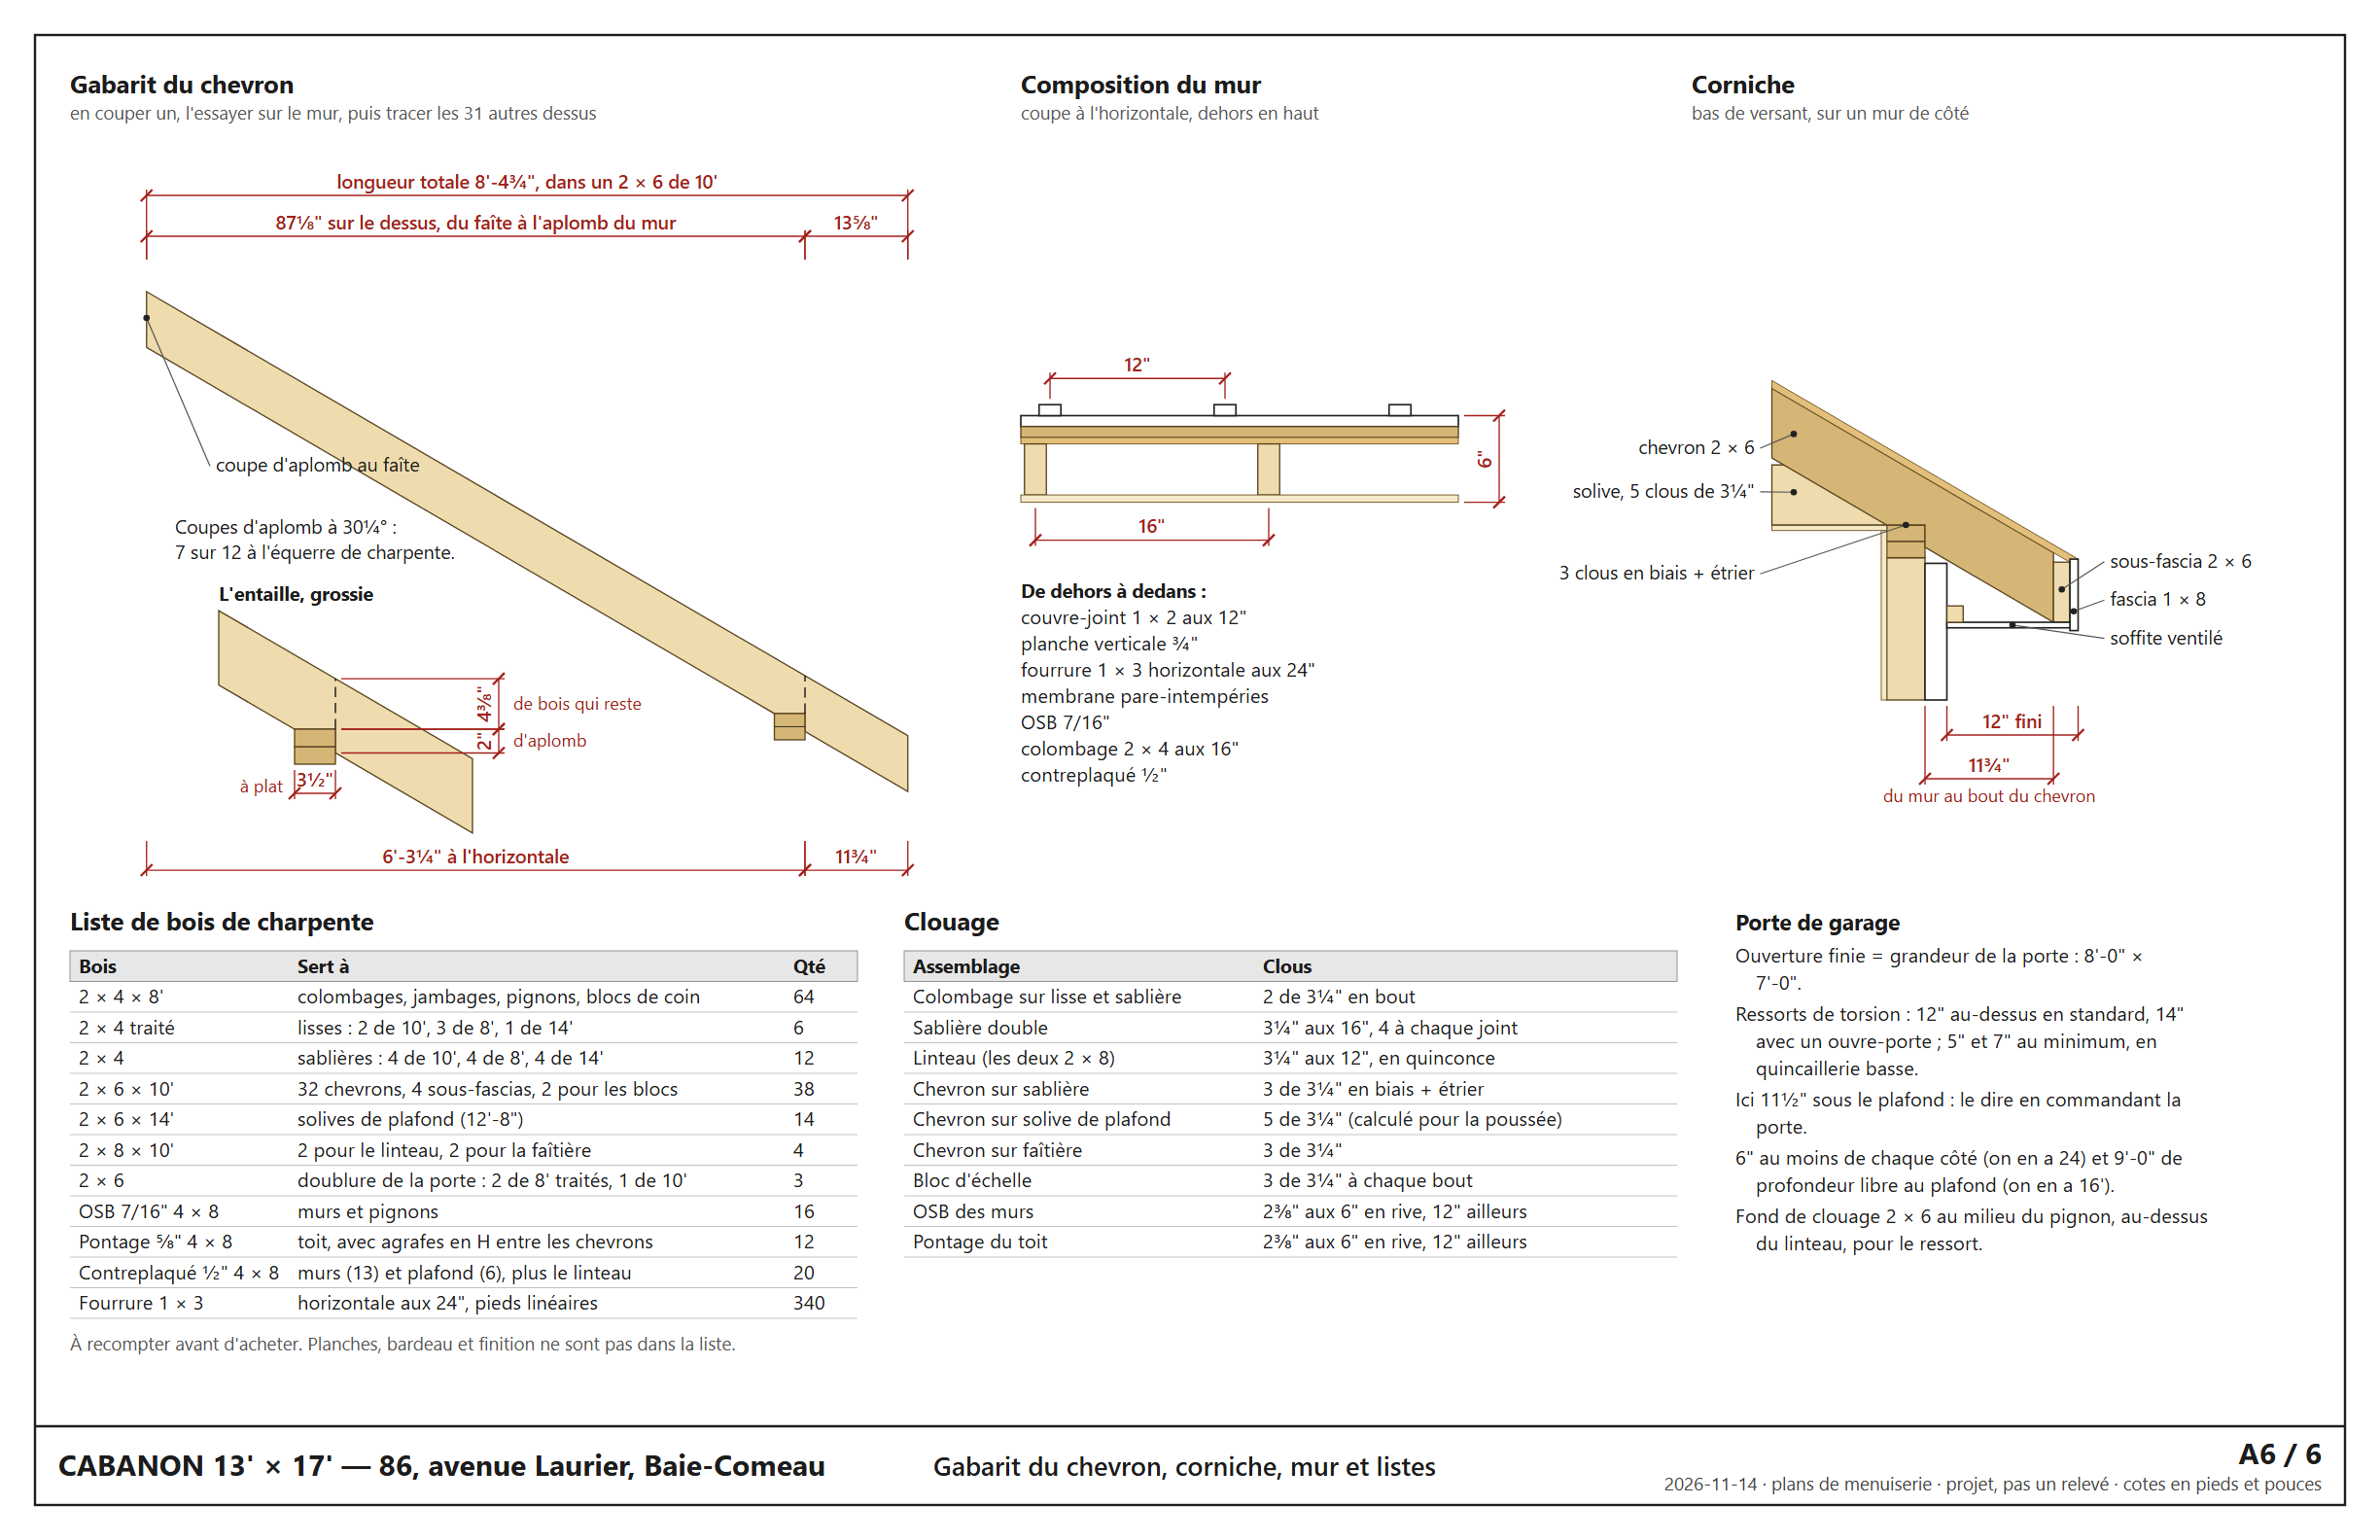 Gabarit du chevron
en couper un, l'essayer sur le mur, puis tracer les 31 autres dessus
longueur totale 8'-4¾", dans un 2 × 6 de 10'
87⅛" sur le dessus, du faîte à l'aplomb du mur
13⅝"
coupe d'aplomb au faîte
Coupes d'aplomb à 30¼° :
7 sur 12 à l'équerre de charpente.
L'entaille, grossie
4⅜"
de bois qui reste
2"
d'aplomb
à plat
3½"
6'-3¼" à l'horizontale
11¾"
Composition du mur
coupe à l'horizontale, dehors en haut
12"
6"
16"
De dehors à dedans :
couvre-joint 1 × 2 aux 12"
planche verticale ¾"
fourrure 1 × 3 horizontale aux 24"
membrane pare-intempéries
OSB 7/16"
colombage 2 × 4 aux 16"
contreplaqué ½"
Corniche
bas de versant, sur un mur de côté
chevron 2 × 6
solive, 5 clous de 3¼"
3 clous en biais + étrier
sous-fascia 2 × 6
fascia 1 × 8
soffite ventilé
12" fini
11¾"
du mur au bout du chevron
Liste de bois de charpente
Bois Sert à Qté
2 × 4 × 8' colombages, jambages, pignons, blocs de coin 64
2 × 4 traité lisses : 2 de 10', 3 de 8', 1 de 14' 6
2 × 4 sablières : 4 de 10', 4 de 8', 4 de 14' 12
2 × 6 × 10' 32 chevrons, 4 sous-fascias, 2 pour les blocs 38
2 × 6 × 14' solives de plafond (12'-8") 14
2 × 8 × 10' 2 pour le linteau, 2 pour la faîtière 4
2 × 6 doublure de la porte : 2 de 8' traités, 1 de 10' 3
OSB 7/16" 4 × 8 murs et pignons 16
Pontage ⅝" 4 × 8 toit, avec agrafes en H entre les chevrons 12
Contreplaqué ½" 4 × 8 murs (13) et plafond (6), plus le linteau 20
Fourrure 1 × 3 horizontale aux 24", pieds linéaires 340
À recompter avant d'acheter. Planches, bardeau et finition ne sont pas dans la liste.
Clouage
Assemblage Clous
Colombage sur lisse et sablière 2 de 3¼" en bout
Sablière double 3¼" aux 16", 4 à chaque joint
Linteau (les deux 2 × 8) 3¼" aux 12", en quinconce
Chevron sur sablière 3 de 3¼" en biais + étrier
Chevron sur solive de plafond 5 de 3¼" (calculé pour la poussée)
Chevron sur faîtière 3 de 3¼"
Bloc d'échelle 3 de 3¼" à chaque bout
OSB des murs 2⅜" aux 6" en rive, 12" ailleurs
Pontage du toit 2⅜" aux 6" en rive, 12" ailleurs
Porte de garage
Ouverture finie = grandeur de la porte : 8'-0" ×
7'-0".
Ressorts de torsion : 12" au-dessus en standard, 14"
avec un ouvre-porte ; 5" et 7" au minimum, en
quincaillerie basse.
Ici 11½" sous le plafond : le dire en commandant la
porte.
6" au moins de chaque côté (on en a 24) et 9'-0" de
profondeur libre au plafond (on en a 16').
Fond de clouage 2 × 6 au milieu du pignon, au-dessus
du linteau, pour le ressort.
CABANON 13' × 17' — 86, avenue Laurier, Baie-Comeau
Gabarit du chevron, corniche, mur et listes
A6 / 6
2026-11-14 · plans de menuiserie · projet, pas un relevé · cotes en pieds et pouces